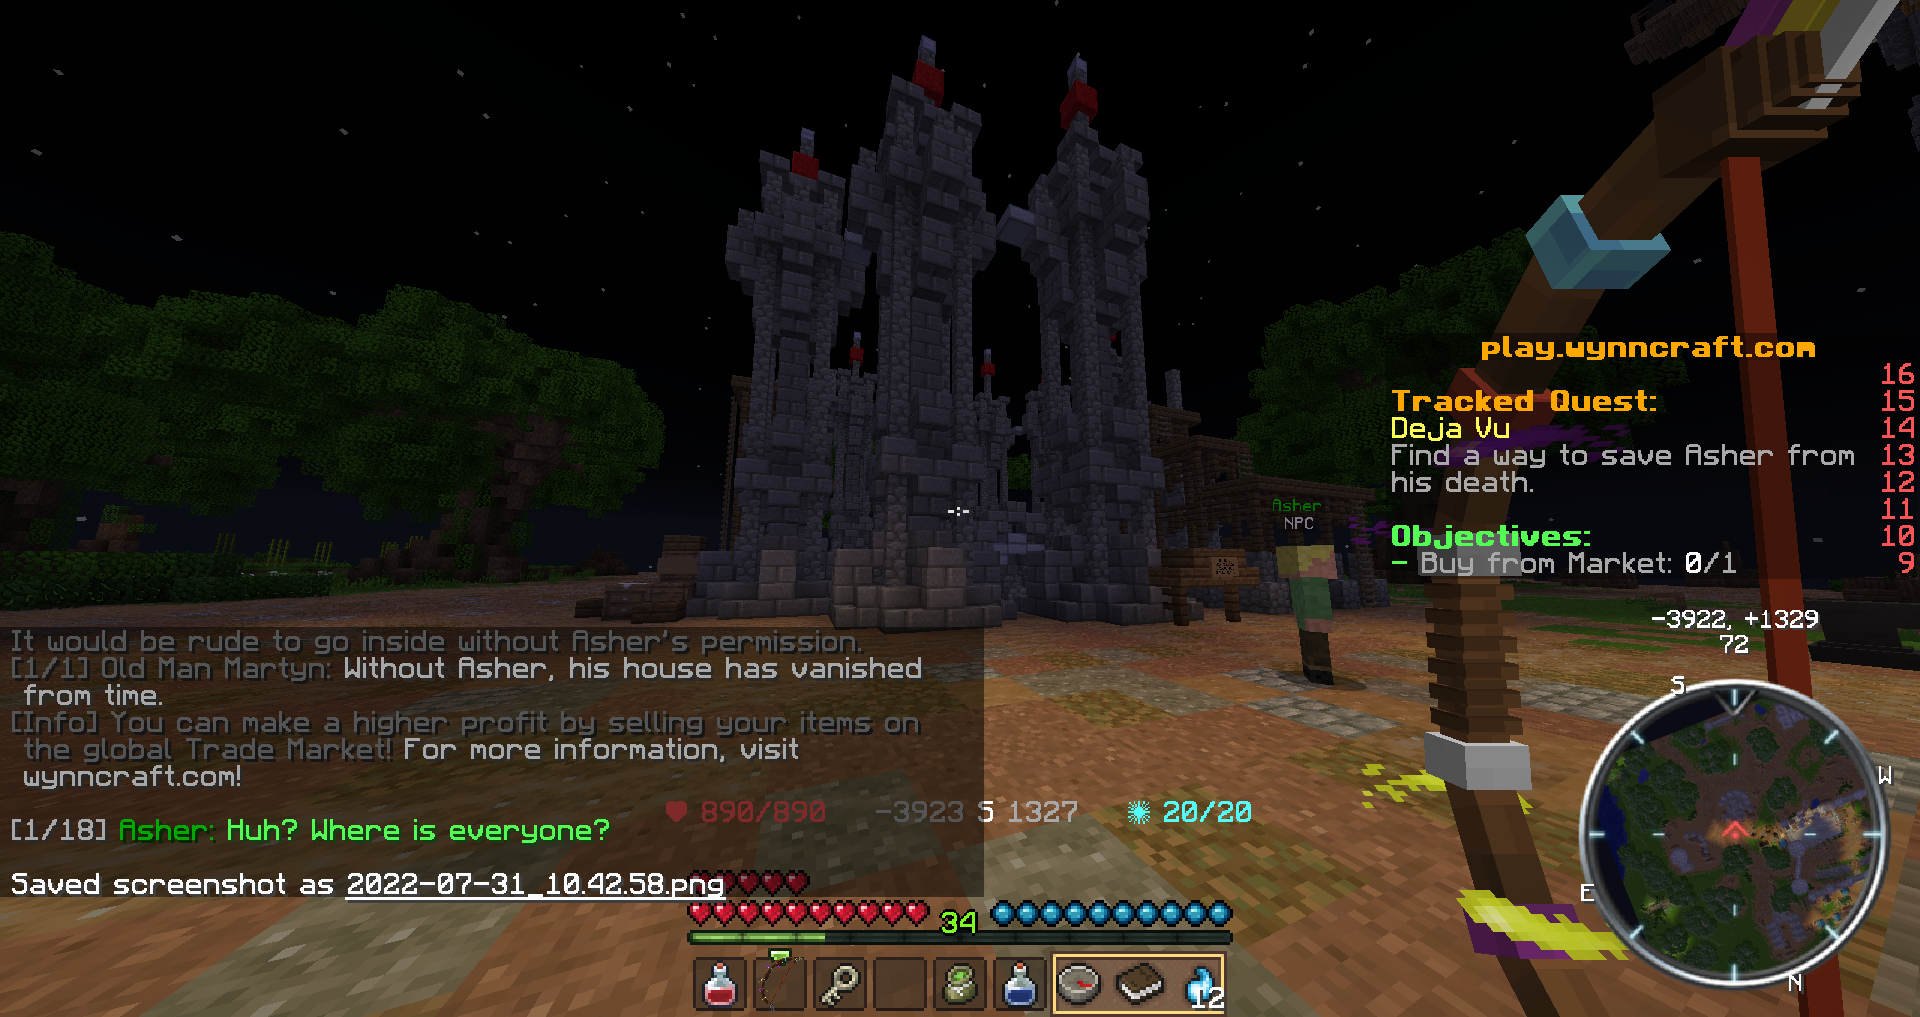 play.wynncraft.com
16
Tracked Quest: 15
Deja Vu 14
Find a way to save Asher from 13
his death. 12
11
Objectives: 10
- Buy from Market: 0/1 9
Asher
NPC
-3922, +1329
72
S
W
E
N
It would be rude to go inside without Asher's permission.
[1/1] Old Man Martyn: Without Asher, his house has vanished
from time.
[Info] You can make a higher profit by selling your items on
the global Trade Market! For more information, visit
wynncraft.com!
[1/18] Asher: Huh? Where is everyone?
Saved screenshot as 2022-07-31_10.42.58.png
890/890 -3923 S 1327 20/20
34
12